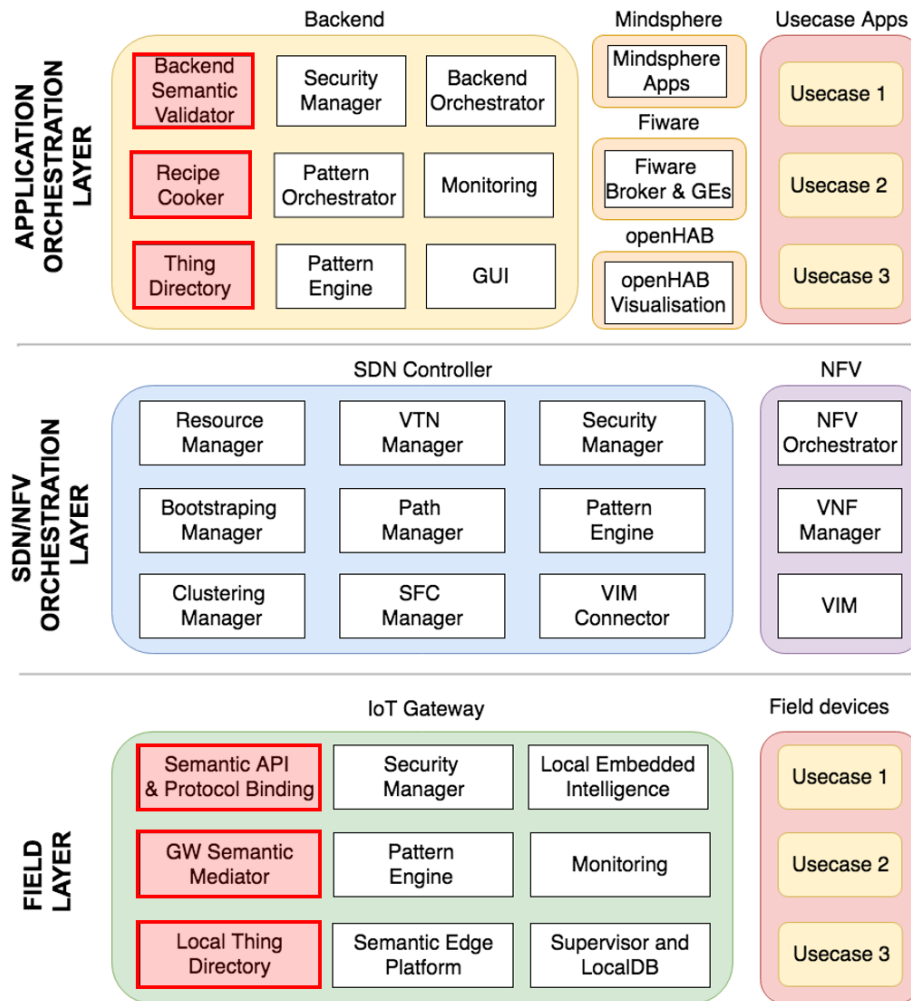 Backend
Mindsphere
Usecase Apps
APPLICATION
ORCHESTRATION
LAYER
Backend
Semantic
Validator
Security
Manager
Backend
Orchestrator
Recipe
Cooker
Pattern
Orchestrator
Monitoring
Thing
Directory
Pattern
Engine
GUI
Mindsphere
Apps
Fiware
Fiware
Broker & GEs
openHAB
openHAB
Visualisation
Usecase 1
Usecase 2
Usecase 3
SDN Controller
NFV
SDN/NFV
ORCHESTRATION
LAYER
Resource
Manager
VTN
Manager
Security
Manager
Bootstraping
Manager
Path
Manager
Pattern
Engine
Clustering
Manager
SFC
Manager
VIM
Connector
NFV
Orchestrator
VNF
Manager
VIM
IoT Gateway
Field devices
FIELD
LAYER
Semantic API
& Protocol Binding
Security
Manager
Local Embedded
Intelligence
GW Semantic
Mediator
Pattern
Engine
Monitoring
Local Thing
Directory
Semantic Edge
Platform
Supervisor and
LocalDB
Usecase 1
Usecase 2
Usecase 3